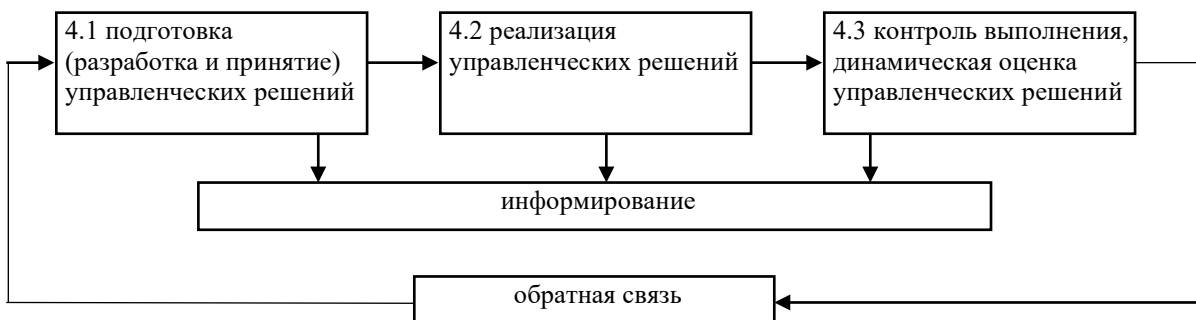 4.1 подготовка
(разработка и принятие)
управленческих решений
4.2 реализация
управленческих решений
4.3 контроль выполнения,
динамическая оценка
управленческих решений
информирование
обратная связь